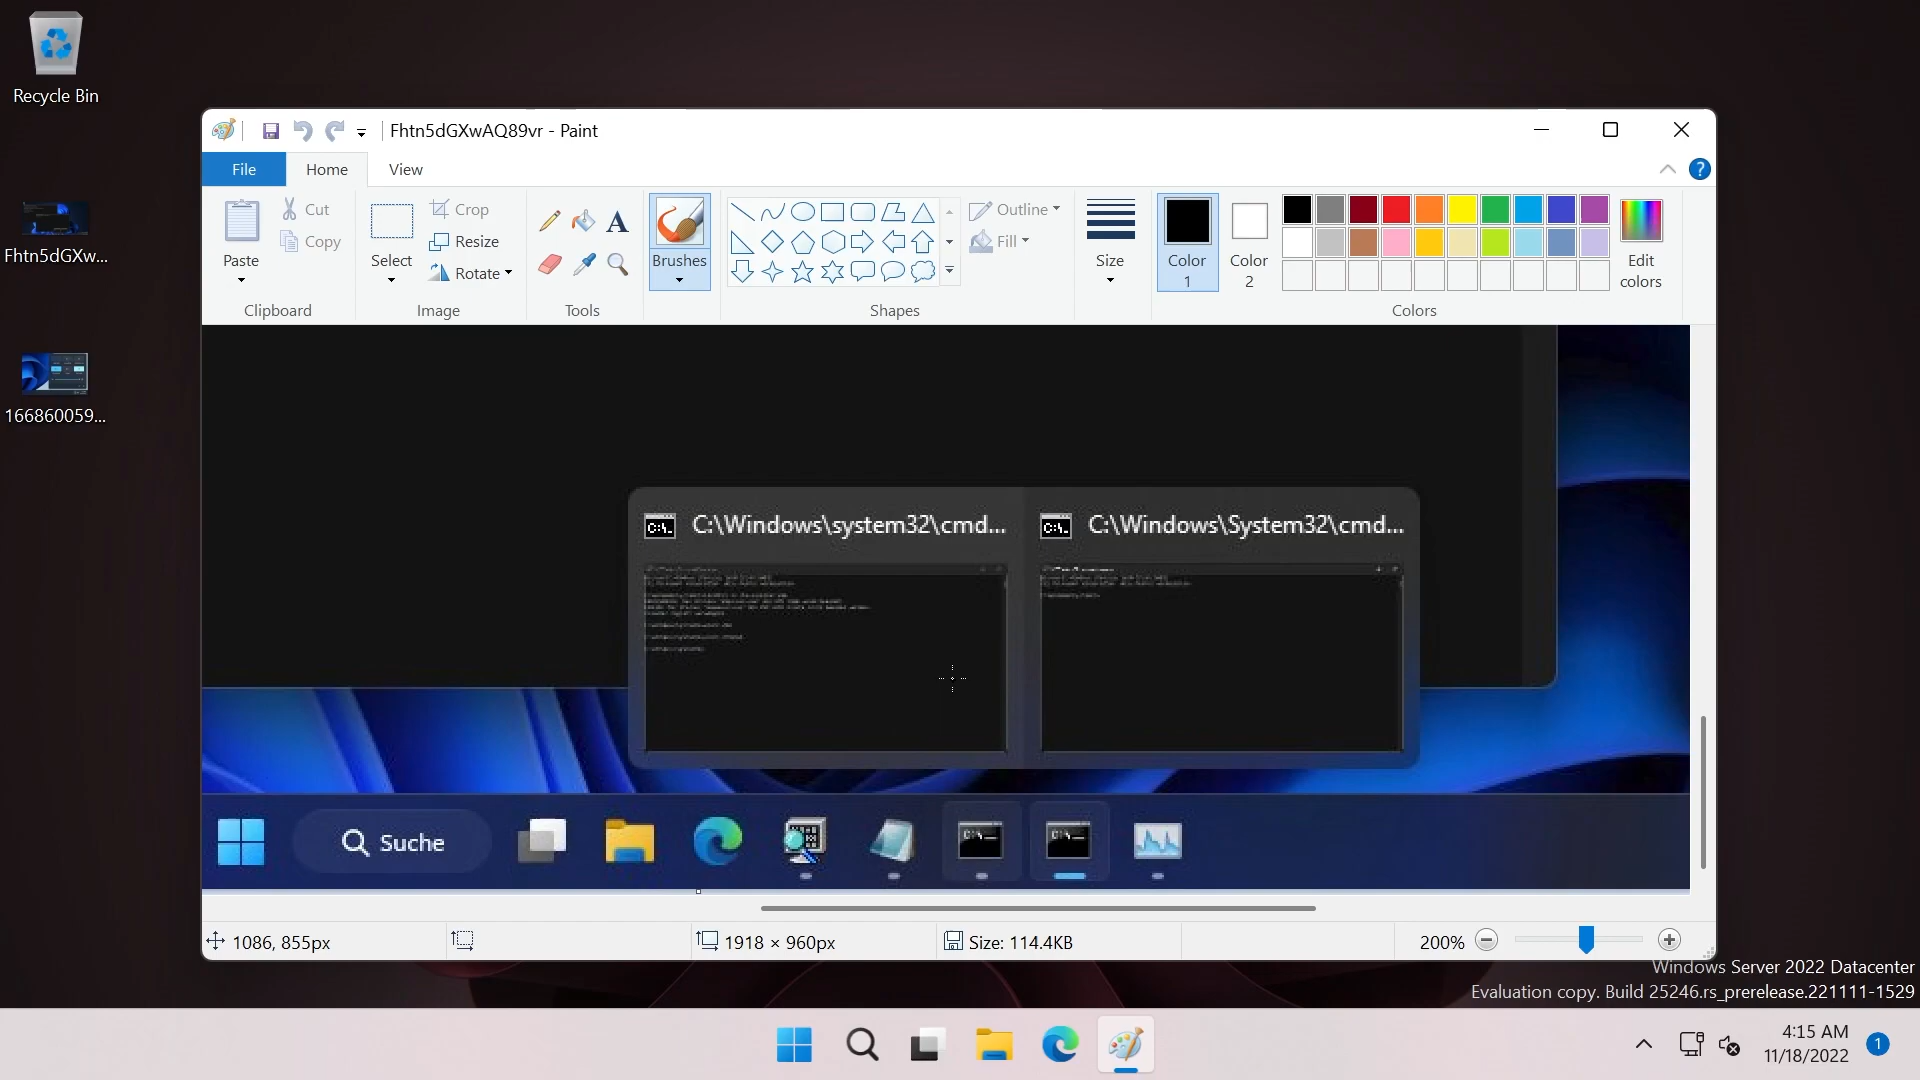 Recycle Bin
Fhtn5dGXw...
166860059...
Fhtn5dGXwAQ89vr - Paint
File
Home
View
Paste
Cut
Copy
Clipboard
Select
Crop
Resize
Rotate
Image
Tools
Brushes
Shapes
Outline
Fill
Size
Color
1
Color
2
Edit
colors
Colors
C:\Windows\system32\cmd...
C:\Windows\System32\cmd...
Suche
1086, 855px
1918 × 960px
Size: 114.4KB
200%
Windows Server 2022 Datacenter
Evaluation copy. Build 25246.rs_prerelease.221111-1529
4:15 AM
11/18/2022
1